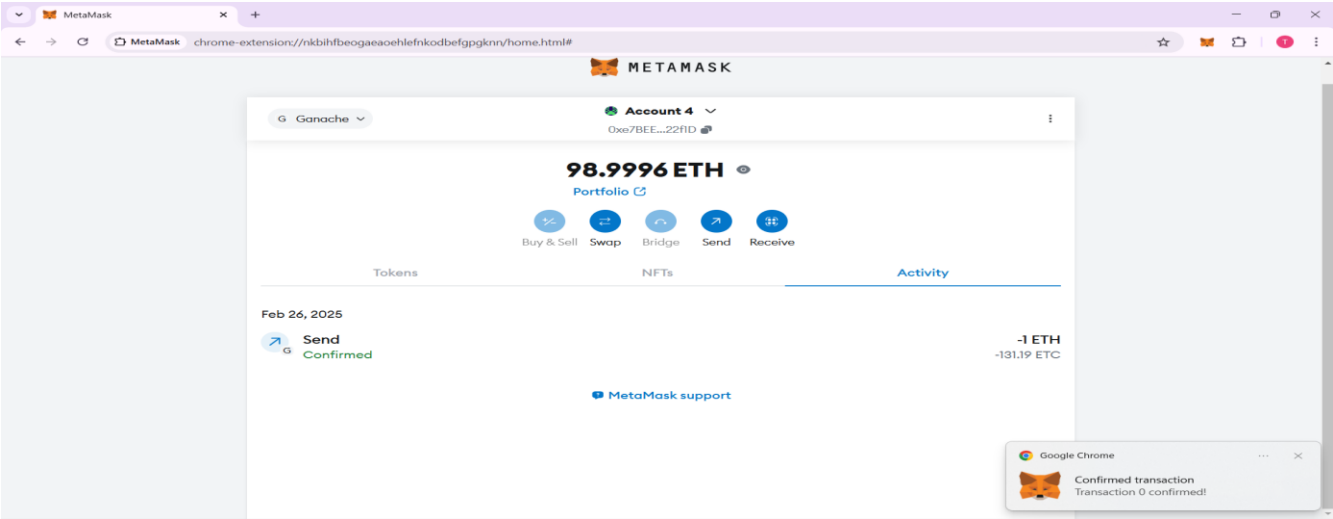 MetaMask
MetaMask chrome-extension://nkbihfbeogaeaoehlefnkodbefgpgknn/home.html# T
METAMASK
G Ganache
Account 4
0xe7BEE...22f1D
98.9996 ETH
Portfolio
Buy & Sell Swap Bridge Send Receive
Tokens NFTs Activity
Feb 26, 2025
Send -1 ETH
G
Confirmed -131.19 ETC
MetaMask support
Google Chrome
Confirmed transaction
Transaction 0 confirmed!